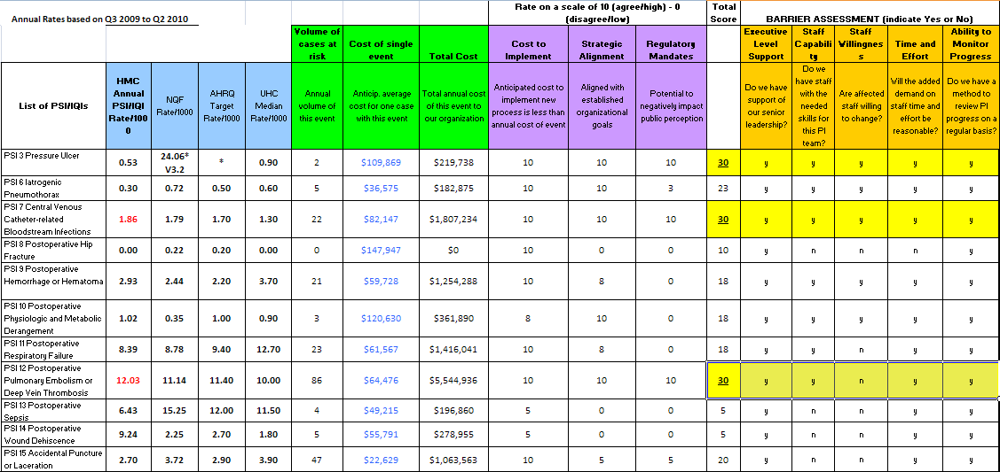 Annual Rates based on Q3 2009 to Q2 2010
Rate on a scale of 10 (agree/high) - 0
(disagree/low)
Total
Score
BARRIER ASSESSMENT (indicate Yes or No)
Volume of
cases at
risk
Cost of single
event
Total Cost
Cost to
Implement
Strategic
Alignment
Regulatory
Mandates
Executive
Level
Support
Staff
Capabili
ty
Staff
Willingnes
s
Time and
Effort
Ability to
Monitor
Progress
List of PSI/IQIs
HMC
Annual
PSI/IQI
Rate/100
0
NQF
Rate/1000
AHRQ
Target
Rate/1000
UHC
Median
Rate/1000
Annual
volume of
this event
Anticip. average
cost for one case
with this event
Total annual cost
of this event to
our organization
Anticipated cost to
implement new
process is less than
annual cost of event
Aligned with
established
organizational
goals
Potential to
negatively impact
public perception
Do we have
support of
our senior
leadership?
Do we
have staff
with the
needed
skills for
this PI
team?
Are affected
staff willing
to change?
Will the added
demand on
staff time and
effort be
reasonable?
Do we have a
method to
review PI
progress on a
regular basis?
PSI 3 Pressure Ulcer
0.53 24.06* * 0.90 2 $109,869 $219,738 10 10 10 30 y y y y y
V3.2
PSI 6 Iatrogenic
Pneumothorax
0.30 0.72 0.50 0.60 5 $36,575 $182,875 10 10 3 23 y y y y y
PSI 7 Central Venous
Catheter-related
Bloodstream Infections
1.86 1.79 1.70 1.30 22 $82,147 $1,807,234 10 10 10 30 y y y y y
PSI 8 Postoperative Hip
Fracture
0.00 0.22 0.20 0.00 0 $147,947 $0 10 0 0 10 y n n n y
PSI 9 Postoperative
Hemorrhage or Hematoma
2.93 2.44 2.20 3.70 21 $59,728 $1,254,288 10 8 0 18 y y y y y
PSI 10 Postoperative
Physiologic and Metabolic
Derangement
1.02 0.35 1.00 0.90 3 $120,630 $361,890 8 10 0 18 y y y y y
PSI 11 Postoperative
Respiratory Failure
8.39 8.78 9.40 12.70 23 $61,567 $1,416,041 10 8 0 18 y y n y y
PSI 12 Postoperative
Pulmonary Embolism or
Deep Vein Thrombosis
12.03 11.14 11.40 10.00 86 $64,476 $5,544,936 10 10 10 30 y y n y y
PSI 13 Postoperative
Sepsis
6.43 15.25 12.00 11.50 4 $49,215 $196,860 5 0 0 5 y n n y y
PSI 14 Postoperative
Wound Dehiscence
9.24 2.25 2.70 1.80 5 $55,791 $278,955 5 0 0 5 y n n y y
PSI 15 Accidental Puncture
or Laceration
2.70 3.72 2.90 3.90 47 $22,629 $1,063,563 10 5 5 20 y n n y y